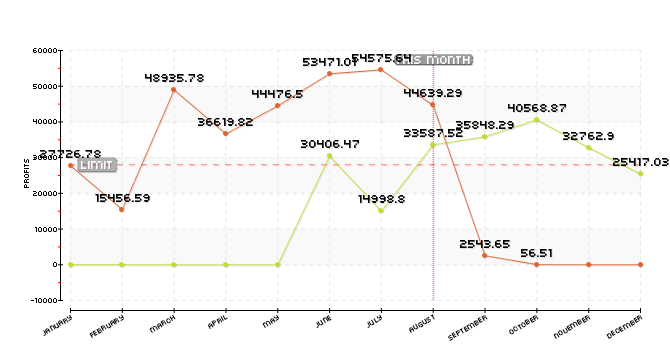 60000
50000
40000
30000
20000
10000
0
-10000
PROFITS
37726.78
15456.59
48935.78
36619.82
44476.5
53471.01
54575.64
THIS MONTH
44639.29
LIMIT
30406.47
14998.8
33587.52
35848.29
40568.87
32762.9
25417.03
2543.65
56.51
JANUARY
FEBRUARY
MARCH
APRIL
MAY
JUNE
JULY
AUGUST
SEPTEMBER
OCTOBER
NOVEMBER
DECEMBER